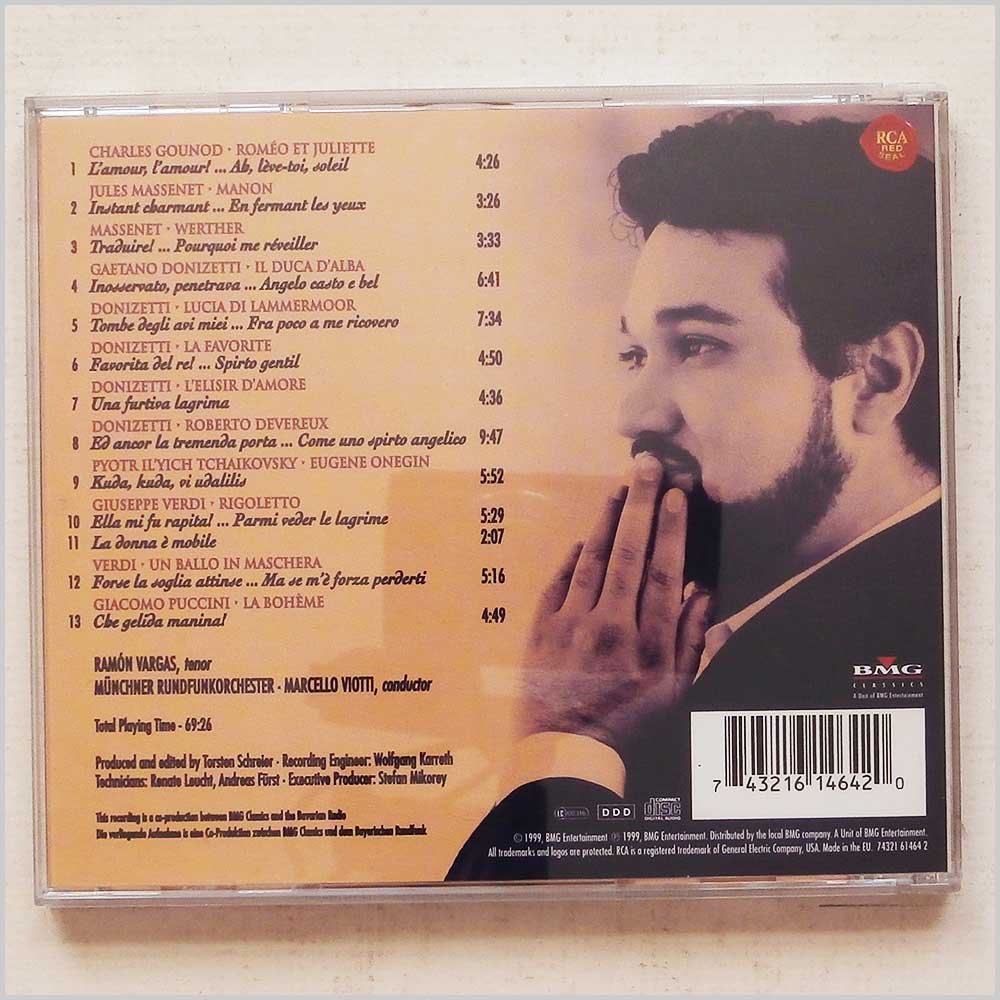 CHARLES GOUNOD · ROMÉO ET JULIETTE
1 L'amour, l'amour! ... Ah, lève-toi, soleil 4:26
JULES MASSENET · MANON
2 Instant charmant ... En fermant les yeux 3:26
MASSENET · WERTHER
3 Traduire! ... Pourquoi me réveiller 3:33
GAETANO DONIZETTI · IL DUCA D'ALBA
4 Inosservato, penetrava ... Angelo casto e bel 6:41
DONIZETTI · LUCIA DI LAMMERMOOR
5 Tombe degli avi miei ... Fra poco a me ricovero 7:34
DONIZETTI · LA FAVORITE
6 Favorita del re! ... Spirto gentil 4:50
DONIZETTI · L'ELISIR D'AMORE
7 Una furtiva lagrima 4:36
DONIZETTI · ROBERTO DEVEREUX
8 Ed ancor la tremenda porta ... Come uno spirto angelico 9:47
PYOTR IL'YICH TCHAIKOVSKY · EUGENE ONEGIN
9 Kuda, kuda, vi udalilis 5:52
GIUSEPPE VERDI · RIGOLETTO
10 Ella mi fu rapita! ... Parmi veder le lagrime 5:29
11 La donna è mobile 2:07
VERDI · UN BALLO IN MASCHERA
12 Forse la soglia attinse ... Ma se m'è forza perderti 5:16
GIACOMO PUCCINI · LA BOHÈME
13 Che gelida manina! 4:49
RAMÓN VARGAS, tenor
MÜNCHNER RUNDFUNKORCHESTER · MARCELLO VIOTTI, conductor
Total Playing Time - 69:26
Produced and edited by Torsten Schreier · Recording Engineer: Wolfgang Karreth
Technicians: Renate Leucht, Andreas Fürst · Executive Producer: Stefan Mikorey
This recording is a co-production between BMG Classics and the Bavarian Radio
Die vorliegende Aufnahme is eine Co-Produktion zwischen BMG Classics und dem Bayerischen Rundfunk
RCA
RED
SEAL
BMG
CLASSICS
A Unit of BMG Entertainment
7 43216 14642 0
DDD
COMPACT
disc
DIGITAL AUDIO
© 1999, BMG Entertainment ℗ 1999, BMG Entertainment. Distributed by the local BMG company. A Unit of BMG Entertainment.
All trademarks and logos are protected. RCA is a registered trademark of General Electric Company, USA. Made in the EU. 74321 61464 2